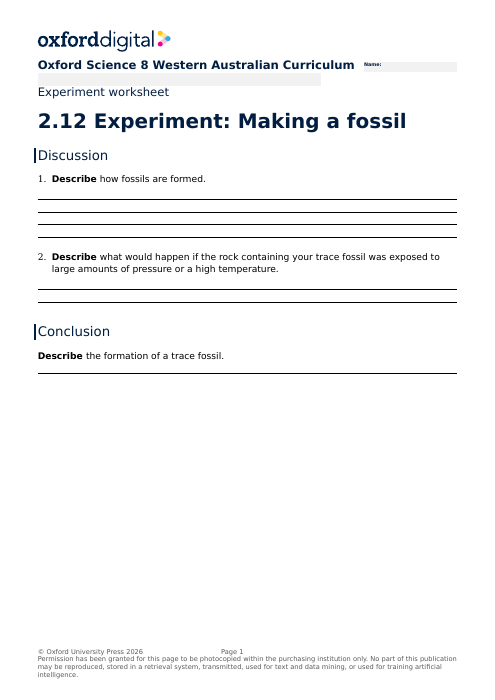 oxforddigital
Oxford Science 8 Western Australian Curriculum Name:
Experiment worksheet
2.12 Experiment: Making a fossil
Discussion
1. Describe how fossils are formed.
2. Describe what would happen if the rock containing your trace fossil was exposed to
large amounts of pressure or a high temperature.
Conclusion
Describe the formation of a trace fossil.
© Oxford University Press 2026 Page 1
Permission has been granted for this page to be photocopied within the purchasing institution only. No part of this publication
may be reproduced, stored in a retrieval system, transmitted, used for text and data mining, or used for training artificial
intelligence.